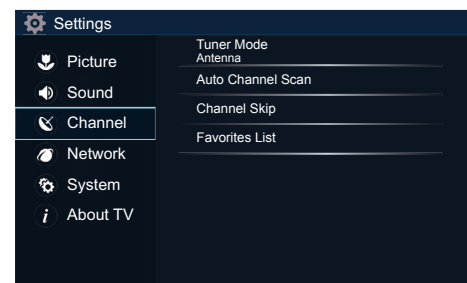 Settings
Picture
Sound
Channel
Network
System
i About TV
Tuner Mode
Antenna
Auto Channel Scan
Channel Skip
Favorites List